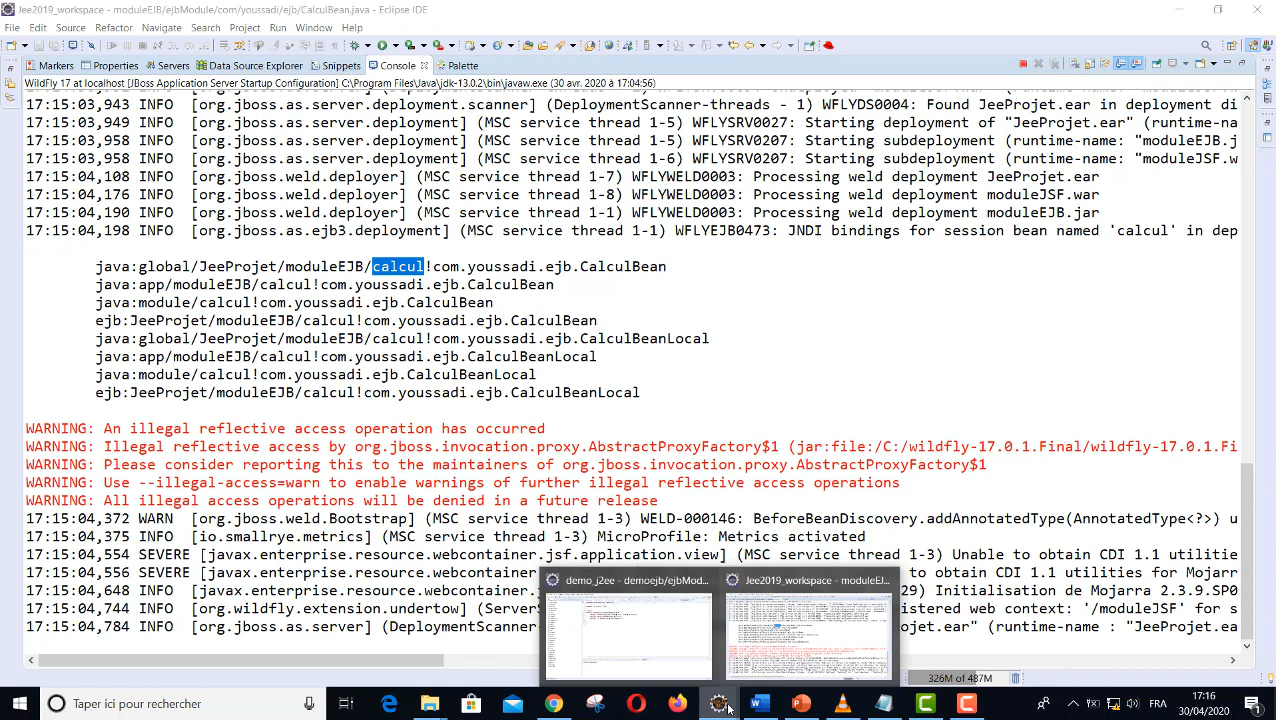 Jee2019_workspace - moduleEJB/ejbModule/com/youssadi/ejb/CalculBean.java - Eclipse IDE
File Edit Source Refactor Navigate Search Project Run Window Help
Markers Properties Servers Data Source Explorer Snippets Console Palette
WildFly 17 at localhost [JBoss Application Server Startup Configuration] C:\Program Files\Java\jdk-13.0.2\bin\javaw.exe (30 avr. 2020 à 17:04:56)
17:15:03,943 INFO [org.jboss.as.server.deployment.scanner] (DeploymentScanner-threads - 1) WFLYDS0004: Found JeeProjet.ear in deployment di
17:15:03,949 INFO [org.jboss.as.server.deployment] (MSC service thread 1-5) WFLYSRV0027: Starting deployment of "JeeProjet.ear" (runtime-na
17:15:03,958 INFO [org.jboss.as.server.deployment] (MSC service thread 1-5) WFLYSRV0207: Starting subdeployment (runtime-name: "moduleEJB.j
17:15:03,958 INFO [org.jboss.as.server.deployment] (MSC service thread 1-6) WFLYSRV0207: Starting subdeployment (runtime-name: "moduleJSF.w
17:15:04,108 INFO [org.jboss.weld.deployer] (MSC service thread 1-7) WFLYWELD0003: Processing weld deployment JeeProjet.ear
17:15:04,176 INFO [org.jboss.weld.deployer] (MSC service thread 1-8) WFLYWELD0003: Processing weld deployment moduleJSF.war
17:15:04,190 INFO [org.jboss.weld.deployer] (MSC service thread 1-1) WFLYWELD0003: Processing weld deployment moduleEJB.jar
17:15:04,198 INFO [org.jboss.as.ejb3.deployment] (MSC service thread 1-1) WFLYEJB0473: JNDI bindings for session bean named 'calcul' in dep
java:global/JeeProjet/moduleEJB/calcul!com.youssadi.ejb.CalculBean
java:app/moduleEJB/calcul!com.youssadi.ejb.CalculBean
java:module/calcul!com.youssadi.ejb.CalculBean
ejb:JeeProjet/moduleEJB/calcul!com.youssadi.ejb.CalculBean
java:global/JeeProjet/moduleEJB/calcul!com.youssadi.ejb.CalculBeanLocal
java:app/moduleEJB/calcul!com.youssadi.ejb.CalculBeanLocal
java:module/calcul!com.youssadi.ejb.CalculBeanLocal
ejb:JeeProjet/moduleEJB/calcul!com.youssadi.ejb.CalculBeanLocal
WARNING: An illegal reflective access operation has occurred
WARNING: Illegal reflective access by org.jboss.invocation.proxy.AbstractProxyFactory$1 (jar:file:/C:/wildfly-17.0.1.Final/wildfly-17.0.1.Fi
WARNING: Please consider reporting this to the maintainers of org.jboss.invocation.proxy.AbstractProxyFactory$1
WARNING: Use --illegal-access=warn to enable warnings of further illegal reflective access operations
WARNING: All illegal access operations will be denied in a future release
17:15:04,372 WARN [org.jboss.weld.Bootstrap] (MSC service thread 1-3) WELD-000146: BeforeBeanDiscovery.addAnnotatedType(AnnotatedType<?>) u
17:15:04,375 INFO [io.smallrye.metrics] (MSC service thread 1-3) MicroProfile: Metrics activated
17:15:04,554 SEVERE [javax.enterprise.resource.webcontainer.jsf.application.view] (MSC service thread 1-3) Unable to obtain CDI 1.1 utilitie
17:15:04,556 SEVERE [javax.enterprise.resource.webcontainer. to obtain CDI 1.1 utilities for Mojarr
17:15:04,591 INFO [javax.enterprise.resource.webcontainer. 29) Initialisation de Mojarra 2.3.9.SP0
17:15:04,744 INFO [org.wildfly.extension.undertow] (Server istered web context: '/moduleJSF' for s
17:15:04,784 INFO [org.jboss.as.server] (DeploymentScanner Projet.ear" (runtime-name : "JeeProjet.ea
demo_j2ee - demoejb/ejbMod... Jee2019_workspace - moduleEJ...
326M of 487M
Tapez ici pour rechercher
FRA
17:16
30/04/2020